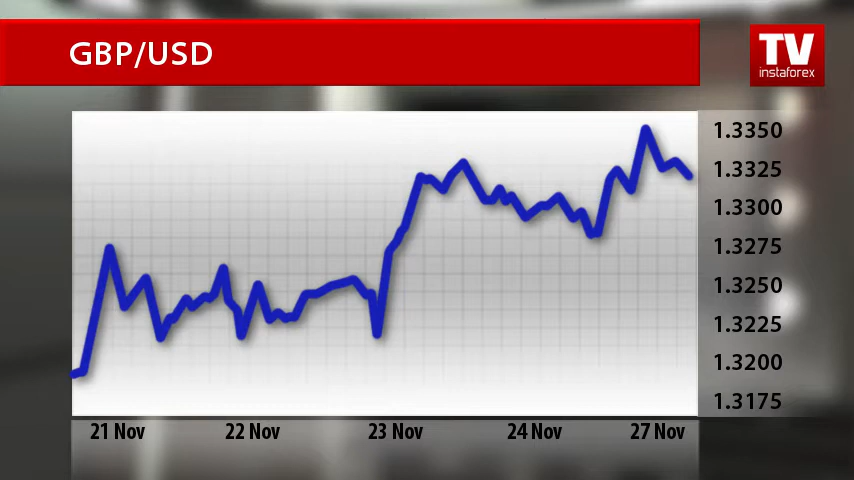 GBP/USD
TV
instaforex
1.3350
1.3325
1.3300
1.3275
1.3250
1.3225
1.3200
1.3175
21 Nov
22 Nov
23 Nov
24 Nov
27 Nov